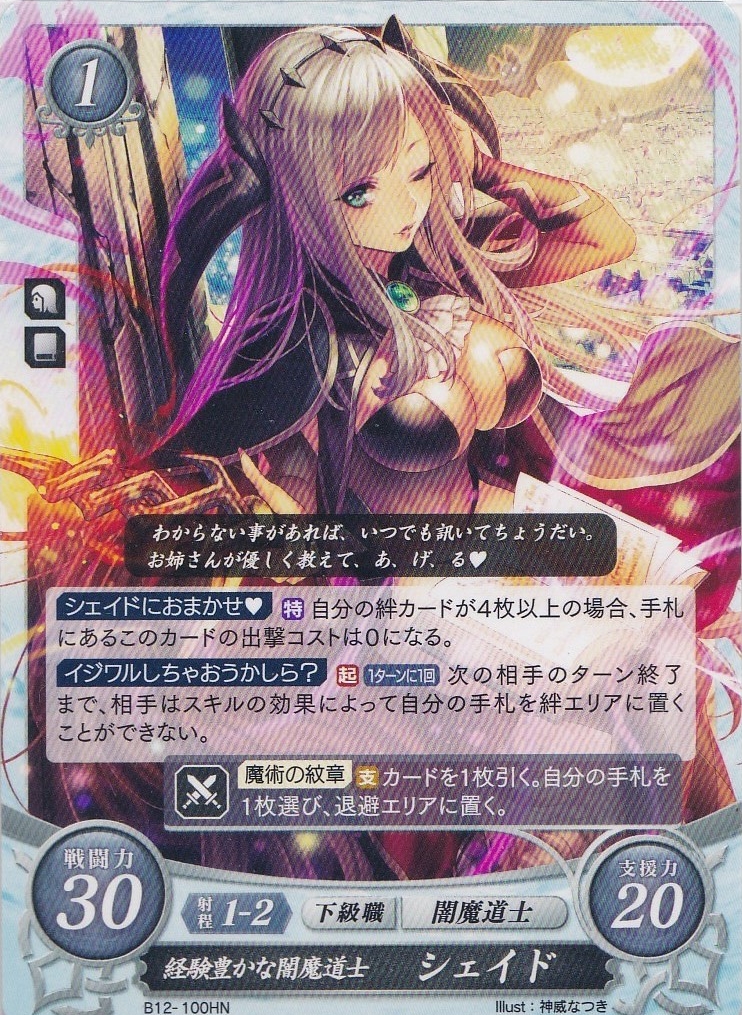 1
わからない事があれば、いつでも訊いてちょうだい。
お姉さんが優しく教えて、あ、げ、る♥
シェイドにおまかせ♥ 特 自分の絆カードが4枚以上の場合、手札
にあるこのカードの出撃コストは0になる。
イジワルしちゃおうかしら? 起 1ターンに1回 次の相手のターン終了
まで、相手はスキルの効果によって自分の手札を絆エリアに置く
ことができない。
魔術の紋章 支 カードを1枚引く。自分の手札を
1枚選び、退避エリアに置く。
戦闘力
30
射程 1-2
下級職
闇魔道士
支援力
20
経験豊かな闇魔道士 シェイド
B12-100HN
Illust:神威なつき